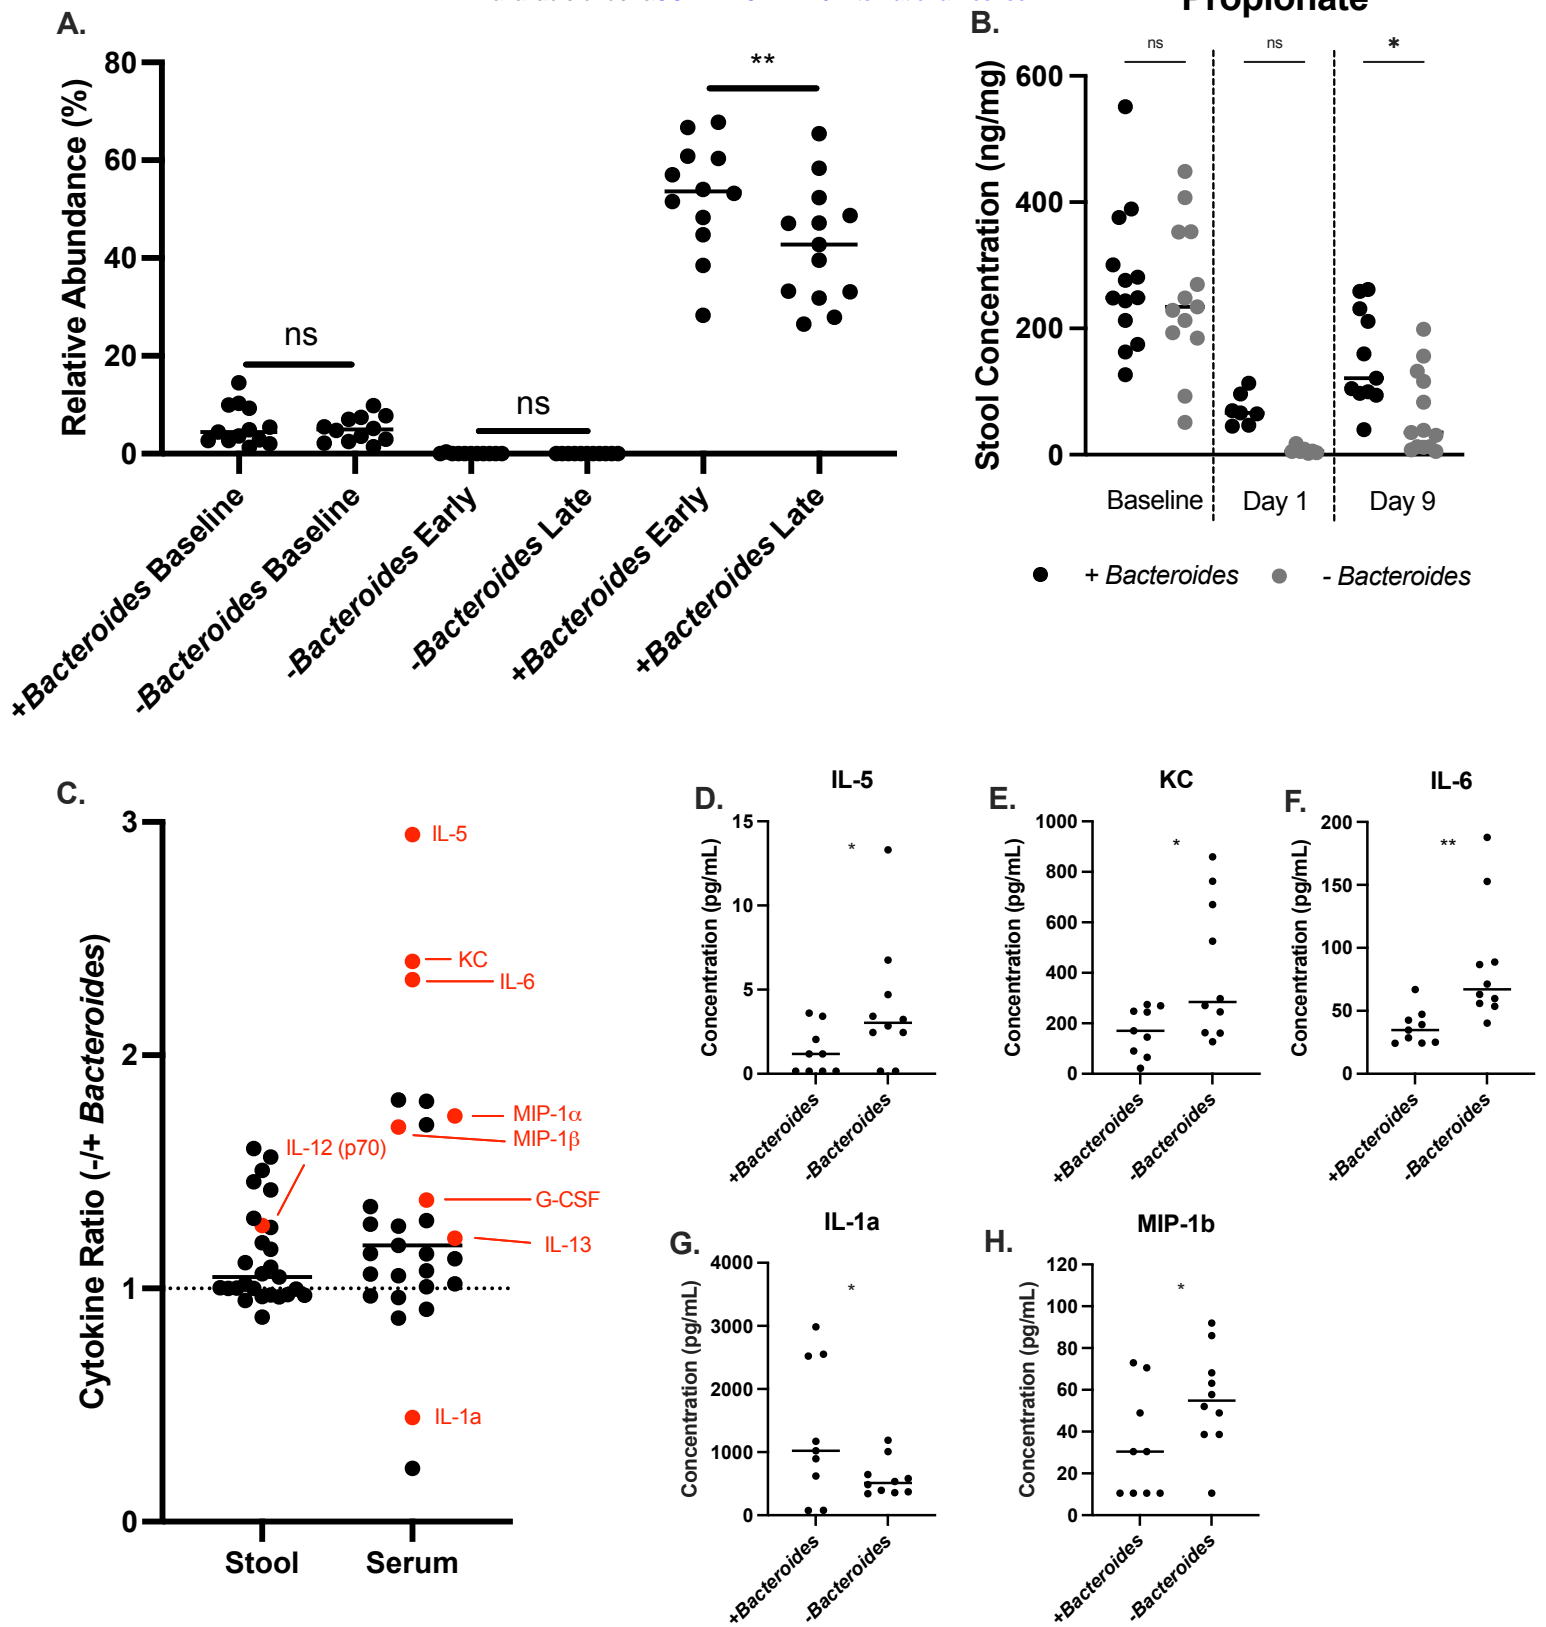 Propionate
A.
Relative Abundance (%)
80
60
40
20
0
ns
ns
**
+Bacteroides Baseline
-Bacteroides Baseline
-Bacteroides Early
-Bacteroides Late
+Bacteroides Early
+Bacteroides Late
B.
Stool Concentration (ng/mg)
600
400
200
0
ns
ns
*
Baseline
Day 1
Day 9
+ Bacteroides
- Bacteroides
C.
Cytokine Ratio (-/+ Bacteroides)
3
2
1
0
IL-5
KC
IL-6
MIP-1α
MIP-1β
IL-12 (p70)
G-CSF
IL-13
IL-1a
Stool
Serum
D.
IL-5
Concentration (pg/mL)
15
10
5
0
*
+Bacteroides
-Bacteroides
E.
KC
Concentration (pg/mL)
1000
800
600
400
200
0
*
+Bacteroides
-Bacteroides
F.
IL-6
Concentration (pg/mL)
200
150
100
50
0
**
+Bacteroides
-Bacteroides
G.
IL-1a
Concentration (pg/mL)
4000
3000
2000
1000
0
*
+Bacteroides
-Bacteroides
H.
MIP-1b
Concentration (pg/mL)
120
100
80
60
40
20
0
*
+Bacteroides
-Bacteroides